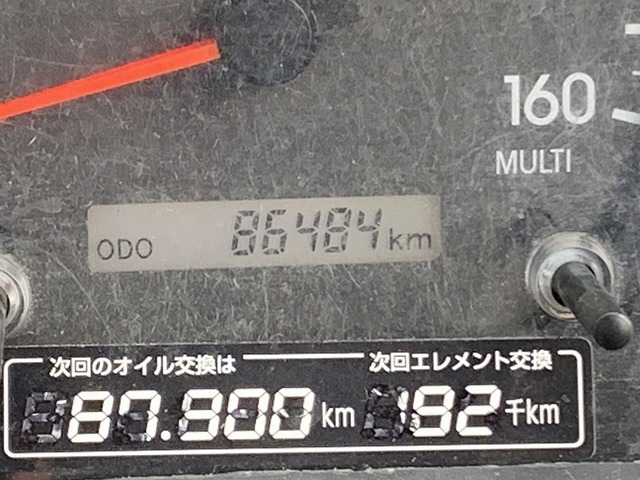 160
MULTI
ODO 86484 km
次回のオイル交換は
87.900 km
次回エレメント交換
92 千km